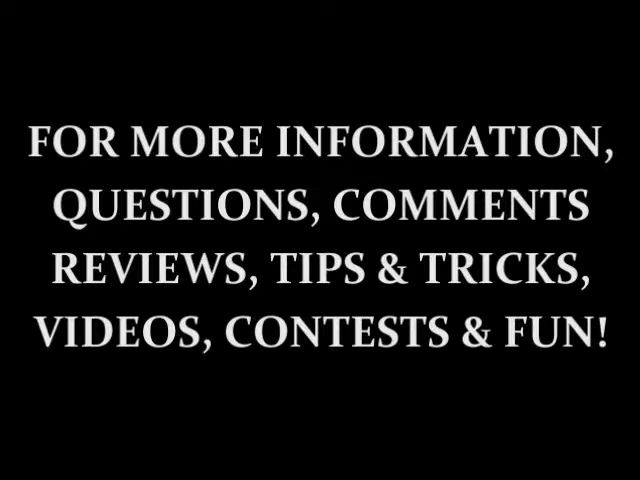 FOR MORE INFORMATION,
QUESTIONS, COMMENTS
REVIEWS, TIPS & TRICKS,
VIDEOS, CONTESTS & FUN!